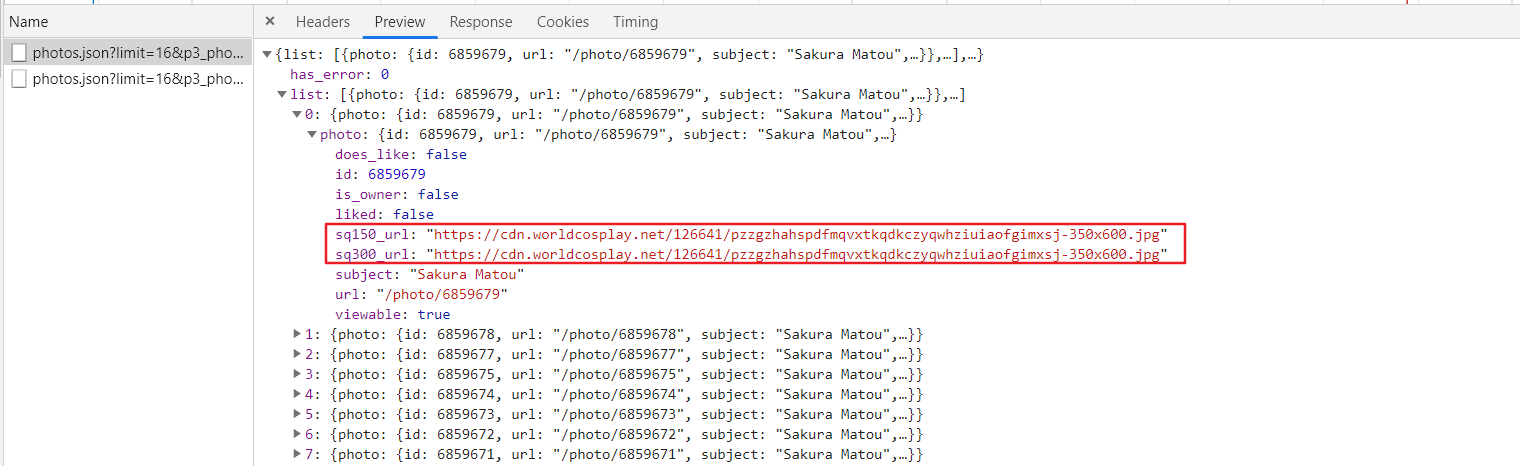 Name
× Headers Preview Response Cookies Timing
photos.json?limit=16&p3_pho...
photos.json?limit=16&p3_pho...
{list: [{photo: {id: 6859679, url: "/photo/6859679", subject: "Sakura Matou",…}},…],…}
has_error: 0
list: [{photo: {id: 6859679, url: "/photo/6859679", subject: "Sakura Matou",…}},…]
0: {photo: {id: 6859679, url: "/photo/6859679", subject: "Sakura Matou",…}}
photo: {id: 6859679, url: "/photo/6859679", subject: "Sakura Matou",…}
does_like: false
id: 6859679
is_owner: false
liked: false
sq150_url: "https://cdn.worldcosplay.net/126641/pzzgzhahspdfmqvxtkqdkczyqwhziuiaofgimxsj-350x600.jpg"
sq300_url: "https://cdn.worldcosplay.net/126641/pzzgzhahspdfmqvxtkqdkczyqwhziuiaofgimxsj-350x600.jpg"
subject: "Sakura Matou"
url: "/photo/6859679"
viewable: true
1: {photo: {id: 6859678, url: "/photo/6859678", subject: "Sakura Matou",…}}
2: {photo: {id: 6859677, url: "/photo/6859677", subject: "Sakura Matou",…}}
3: {photo: {id: 6859675, url: "/photo/6859675", subject: "Sakura Matou",…}}
4: {photo: {id: 6859674, url: "/photo/6859674", subject: "Sakura Matou",…}}
5: {photo: {id: 6859673, url: "/photo/6859673", subject: "Sakura Matou",…}}
6: {photo: {id: 6859672, url: "/photo/6859672", subject: "Sakura Matou",…}}
7: {photo: {id: 6859671, url: "/photo/6859671", subject: "Sakura Matou",…}}